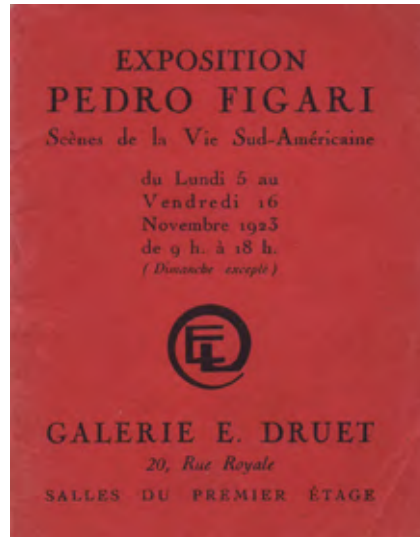 EXPOSITION
PEDRO FIGARI
Scènes de la Vie Sud-Américaine
du Lundi 5 au
Vendredi 16
Novembre 1923
de 9 h. à 18 h.
(Dimanche excepté)
GALERIE E. DRUET
20, Rue Royale
SALLES DU PREMIER ÉTAGE